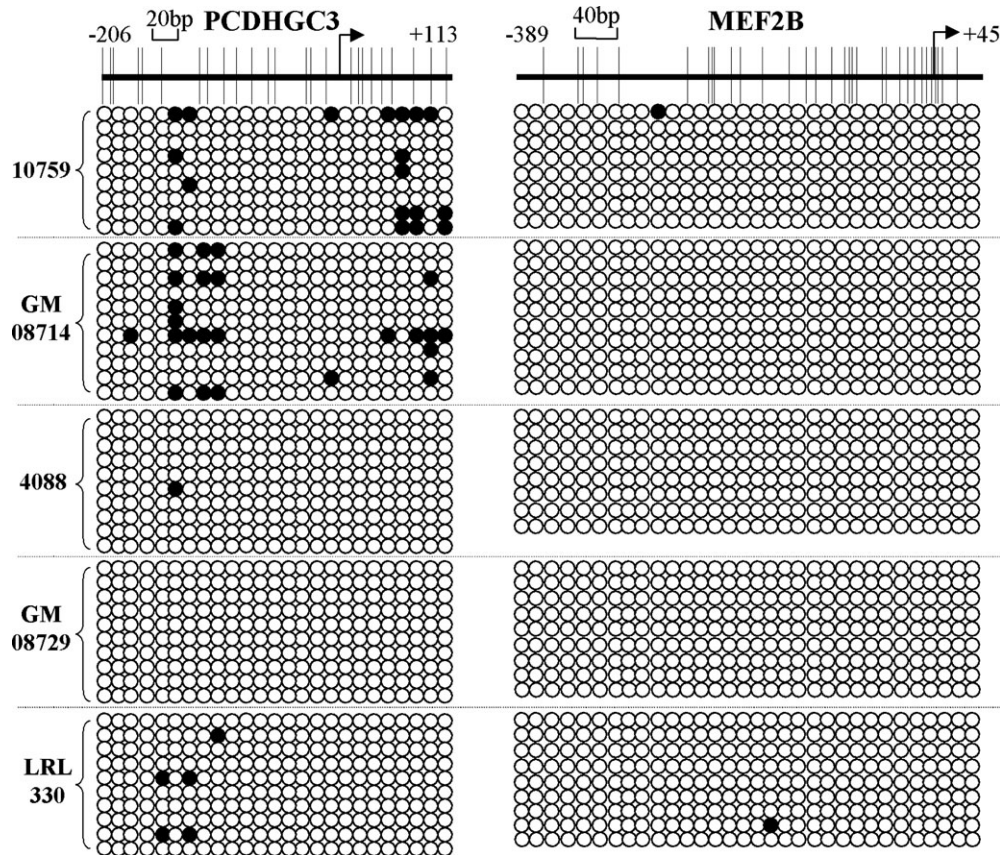 PCDHGC3
20bp
-206
+113
MEF2B
40bp
-389
+45
10759
GM
08714
4088
GM
08729
LRL
330